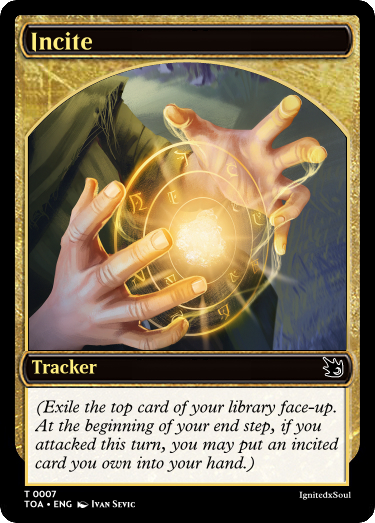 Incite
Tracker
(Exile the top card of your library face-up.
At the beginning of your end step, if you
attacked this turn, you may put an incited
card you own into your hand.)
T 0007
TOA • ENG Ivan Sevic
IgnitedxSoul